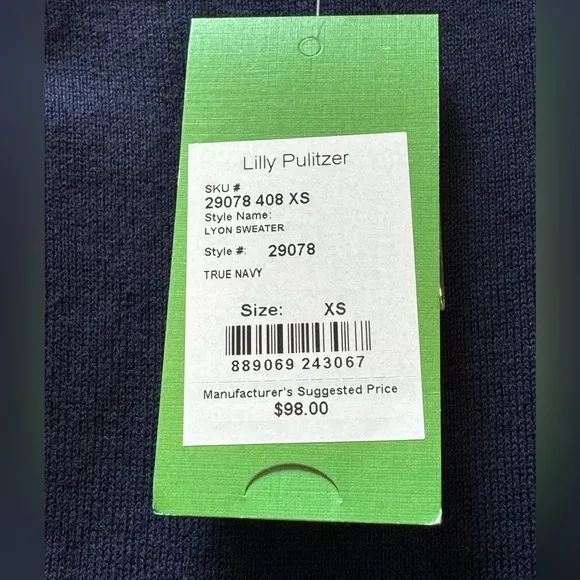 Lilly Pulitzer
SKU #
29078 408 XS
Style Name:
LYON SWEATER
Style #: 29078
TRUE NAVY
Size: XS
889069 243067
Manufacturer's Suggested Price
$98.00